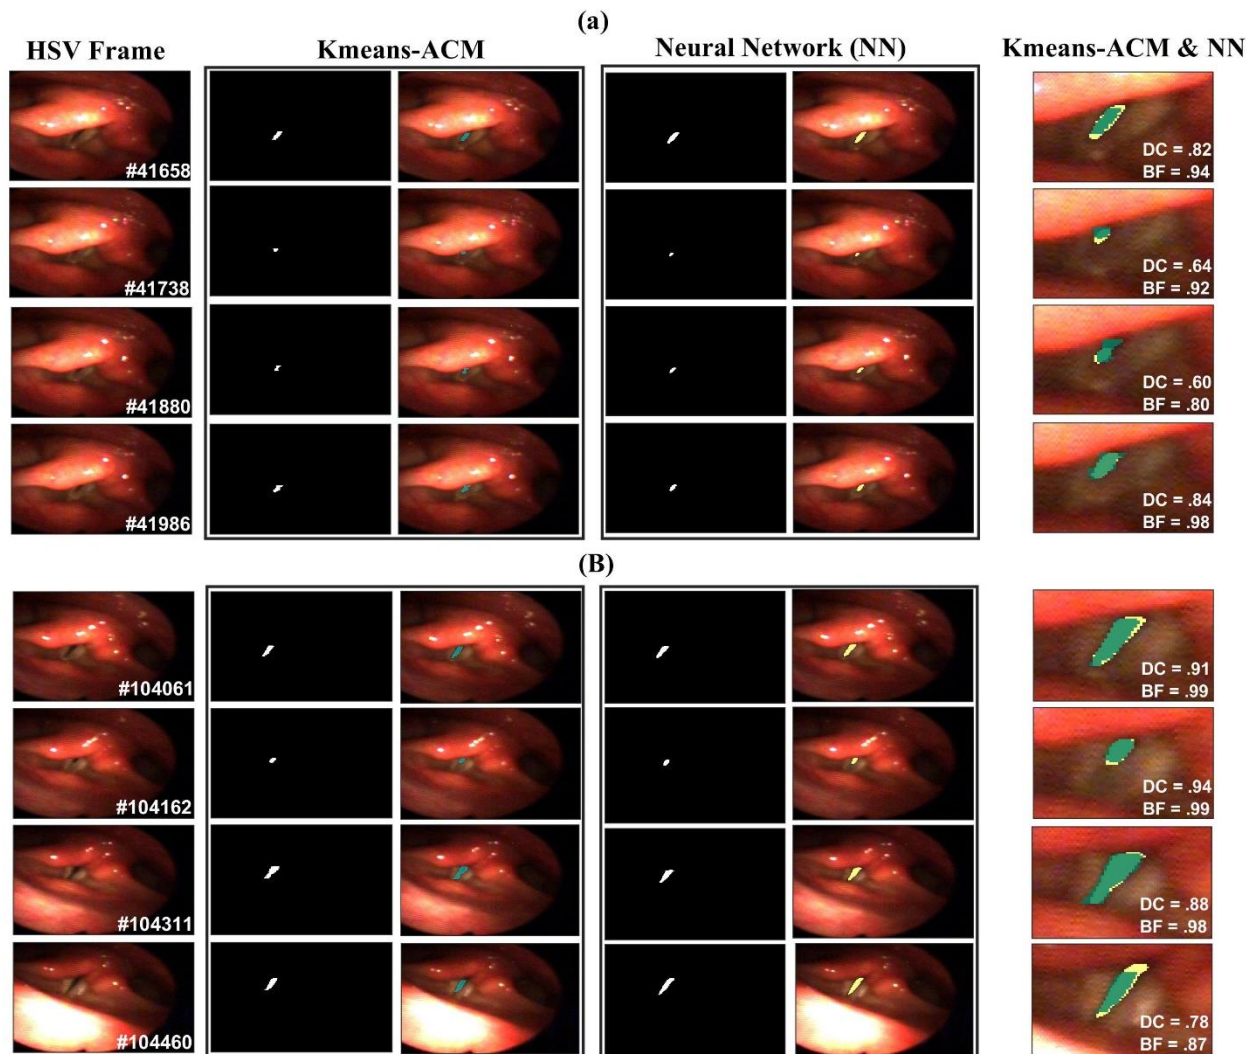 (a)
HSV Frame Kmeans-ACM Neural Network (NN) Kmeans-ACM & NN
#41658
DC = .82
BF = .94
#41738
DC = .64
BF = .92
#41880
DC = .60
BF = .80
#41986
DC = .84
BF = .98
(B)
#104061
DC = .91
BF = .99
#104162
DC = .94
BF = .99
#104311
DC = .88
BF = .98
#104460
DC = .78
BF = .87